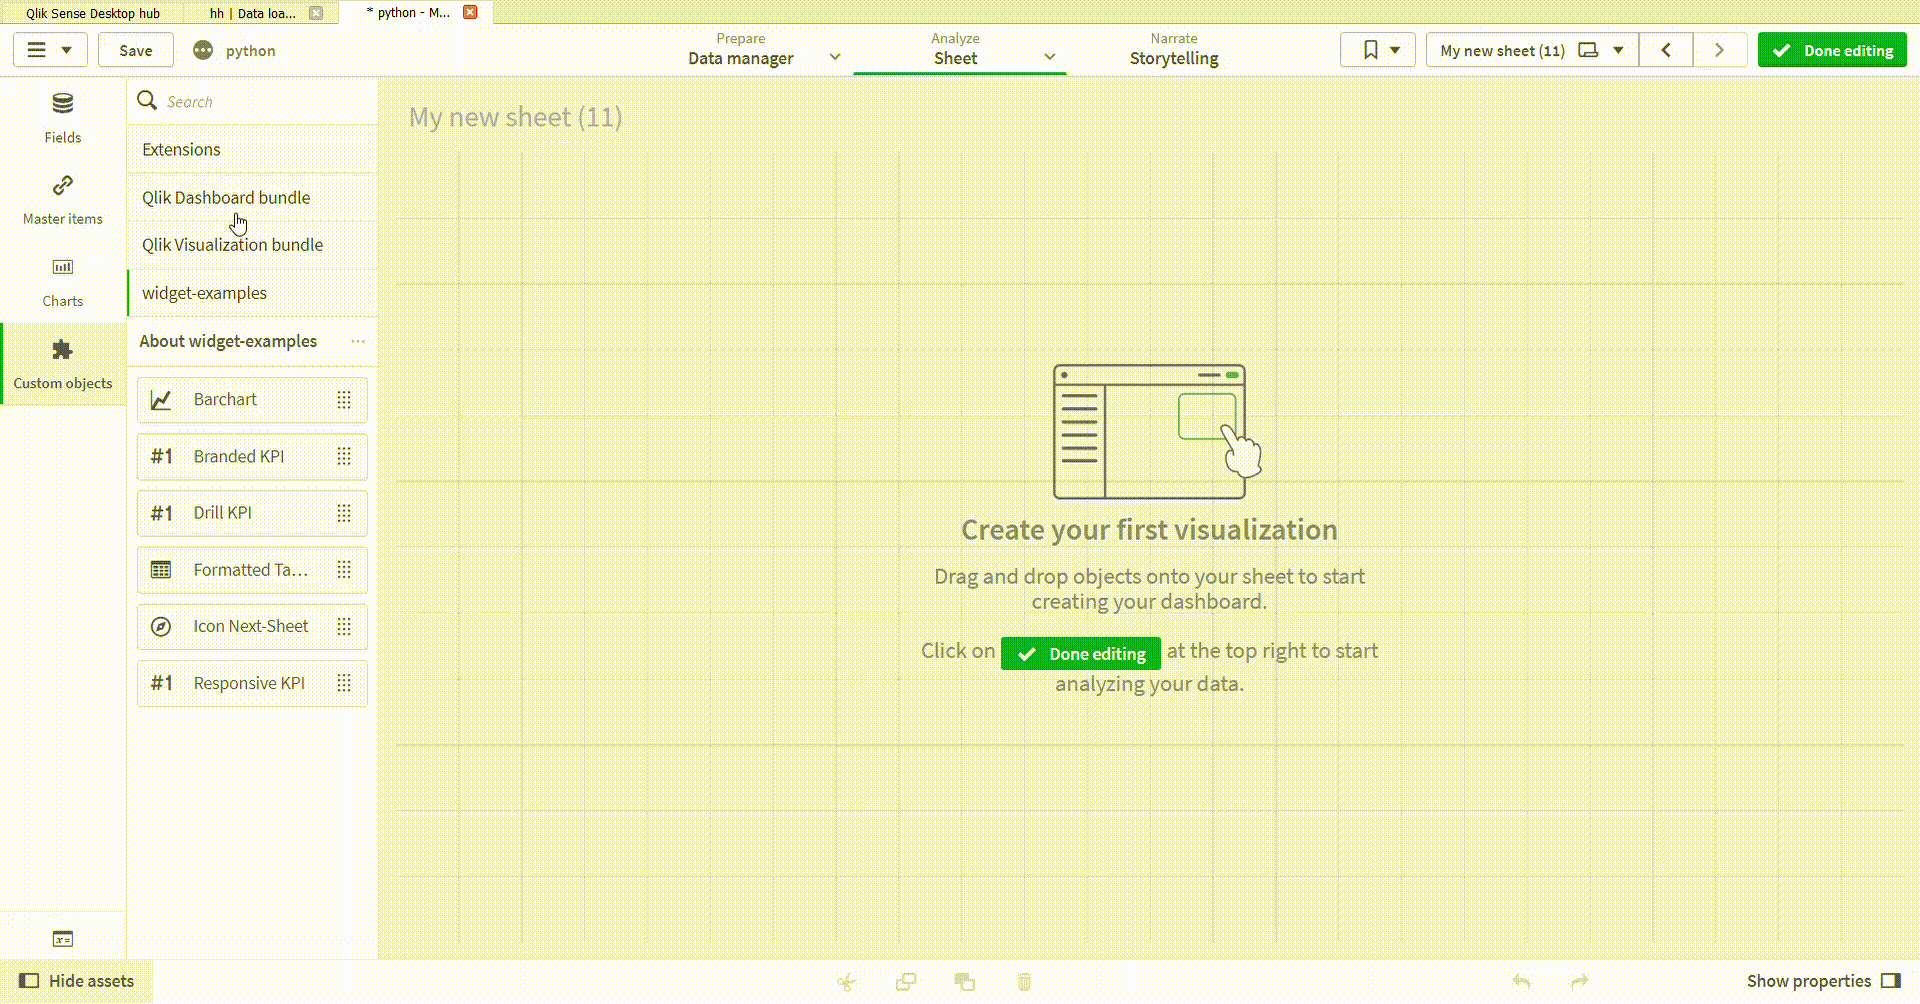 Qlik Sense Desktop hub
hh | Data loa...
* python - M...
Save
python
Prepare
Data manager
Analyze
Sheet
Narrate
Storytelling
My new sheet (11)
Done editing
Fields
Master items
Charts
Custom objects
Search
Extensions
Qlik Dashboard bundle
Qlik Visualization bundle
widget-examples
About widget-examples
...
Barchart
#1 Branded KPI
#1 Drill KPI
Formatted Ta...
Icon Next-Sheet
#1 Responsive KPI
My new sheet (11)
Create your first visualization
Drag and drop objects onto your sheet to start
creating your dashboard.
Click on Done editing at the top right to start
analyzing your data.
x=
Hide assets
Show properties